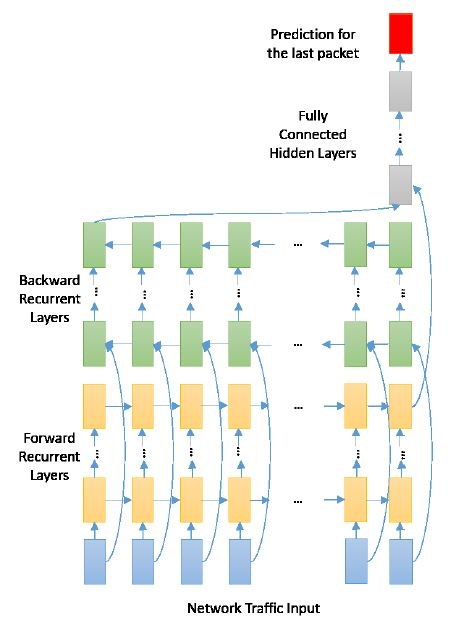 Prediction for
the last packet
Fully
Connected
Hidden Layers
Backward
Recurrent
Layers
Forward
Recurrent
Layers
Network Traffic Input